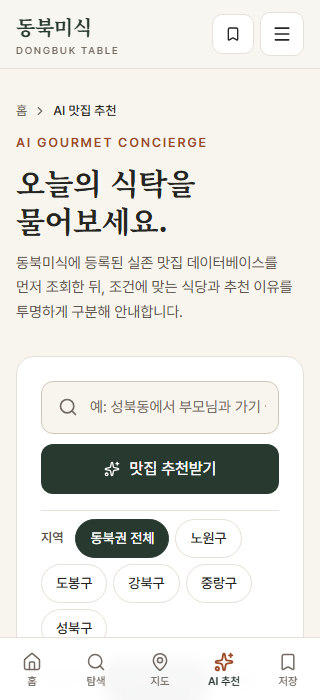 동북미식
DONGBUK TABLE
홈 > AI 맛집 추천
AI GOURMET CONCIERGE
오늘의 식탁을
물어보세요.
동북미식에 등록된 실존 맛집 데이터베이스를
먼저 조회한 뒤, 조건에 맞는 식당과 추천 이유를
투명하게 구분해 안내합니다.
예: 성북동에서 부모님과 가기
맛집 추천받기
지역 동북권 전체 노원구
도봉구 강북구 중랑구
성북구
홈 탐색 지도 AI 추천 저장